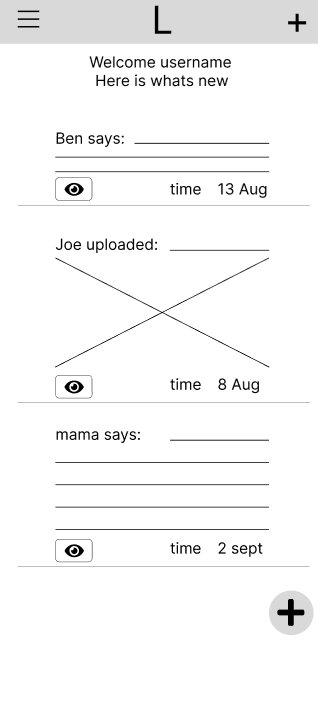 L
Welcome username
Here is whats new
Ben says:
time 13 Aug
Joe uploaded:
time 8 Aug
mama says:
time 2 sept